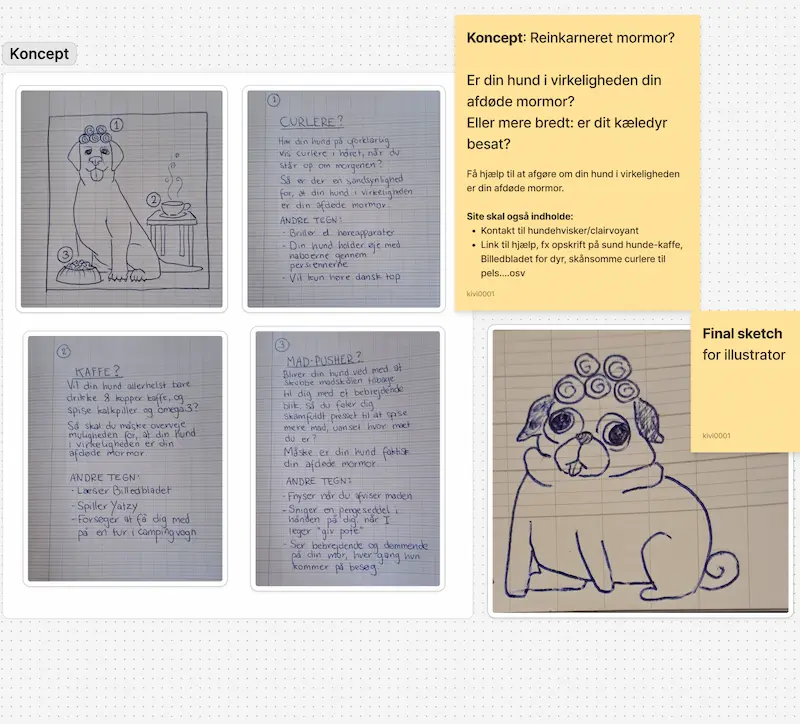 Koncept
1
2
3
1
CURLERE?
Har din hund på uforklarlig
vis curlere i håret, når du
står op om morgenen?
Så er der en sandsynlighed
for, at din hund i virkeligheden
er din afdøde mormor.
ANDRE TEGN:
- Briller el høreapparater
- Din hund holder øje med
naboerne gennem
persiennerne
- Vil kun høre dansk top
2
KAFFE?
Vil din hund allerhelst bare
drikke 8 kopper kaffe, og
spise kalkpiller og omega3?
Så skal du måske overveje
muligheden for, at din hund
i virkeligheden er din
afdøde mormor
ANDRE TEGN:
- Læser Billedbladet
- Spiller Yatzy
- Forsøger at få dig med
på en tur i campingvogn
3
MAD-PUSHER?
Bliver din hund ved med at
skubbe madskålen tilbage
til dig med et bebrejdende
blik, så du føler dig
skamfuldt presset til at spise
mere mad, uanset hvor mæt
du er?
Måske er din hund faktisk
din afdøde mormor.
ANDRE TEGN:
- Fnyser når du afviser maden
- Sniger en pengeseddel i
hånden på dig, når I
leger "giv pote"
- Ser bebrejdende og dømmende
på din mor, hver gang hun
kommer på besøg.
Koncept: Reinkarneret mormor?
Er din hund i virkeligheden din
afdøde mormor?
Eller mere bredt: er dit kæledyr
besat?
Få hjælp til at afgøre om din hund i virkeligheden
er din afdøde mormor.
Site skal også indholde:
• Kontakt til hundehvisker/clairvoyant
• Link til hjælp, fx opskrift på sund hunde-kaffe,
Billedbladet for dyr, skånsomme curlere til
pels....osv
kivi0001
Final sketch
for illustrator
kivi0001